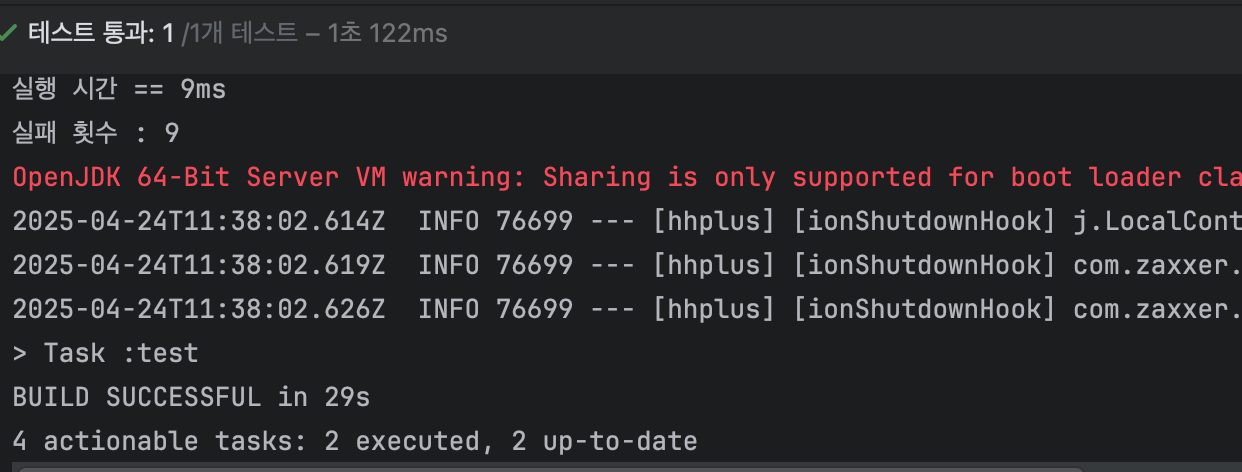 테스트 통과: 1 /1개 테스트 – 1초 122ms
실행 시간 == 9ms
실패 횟수 : 9
OpenJDK 64-Bit Server VM warning: Sharing is only supported for boot loader cla
2025-04-24T11:38:02.614Z  INFO 76699 --- [hhplus] [ionShutdownHook] j.LocalCont
2025-04-24T11:38:02.619Z  INFO 76699 --- [hhplus] [ionShutdownHook] com.zaxxer.
2025-04-24T11:38:02.626Z  INFO 76699 --- [hhplus] [ionShutdownHook] com.zaxxer.
> Task :test
BUILD SUCCESSFUL in 29s
4 actionable tasks: 2 executed, 2 up-to-date